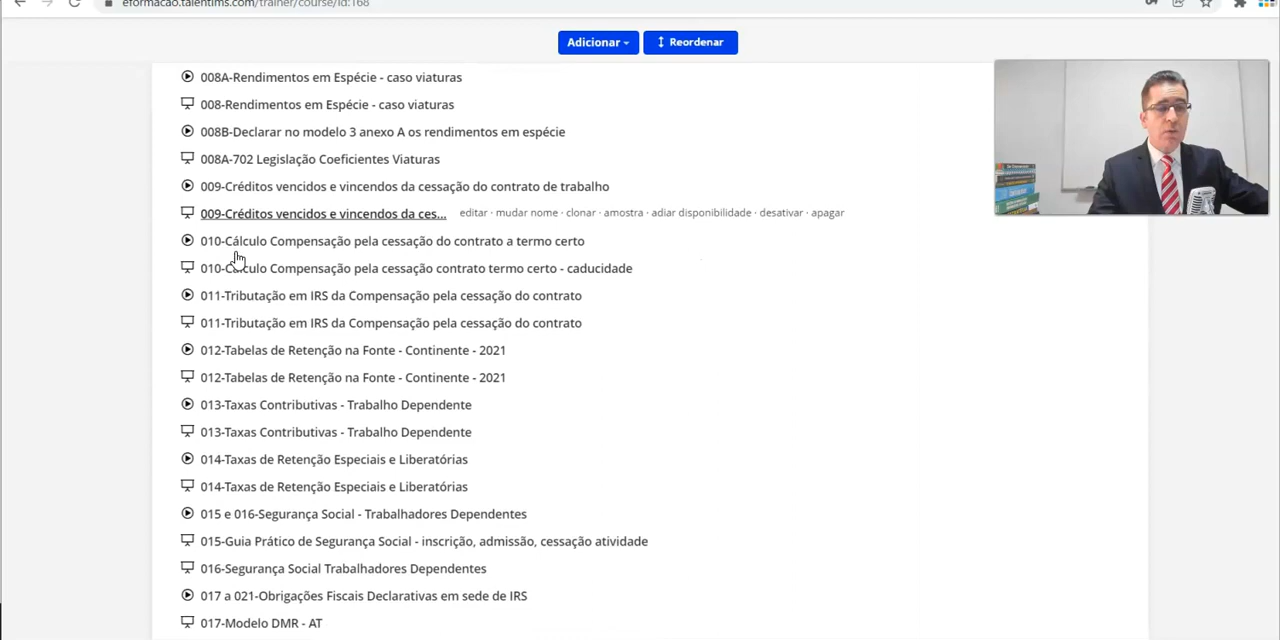 eformacao.talentlms.com/trainer/course/id:168
Adicionar
Reordenar
008A-Rendimentos em Espécie - caso viaturas
008-Rendimentos em Espécie - caso viaturas
008B-Declarar no modelo 3 anexo A os rendimentos em espécie
008A-702 Legislação Coeficientes Viaturas
009-Créditos vencidos e vincendos da cessação do contrato de trabalho
009-Créditos vencidos e vincendos da ces... editar · mudar nome · clonar · amostra · adiar disponibilidade · desativar · apagar
010-Cálculo Compensação pela cessação do contrato a termo certo
010-Cálculo Compensação pela cessação contrato termo certo - caducidade
011-Tributação em IRS da Compensação pela cessação do contrato
011-Tributação em IRS da Compensação pela cessação do contrato
012-Tabelas de Retenção na Fonte - Continente - 2021
012-Tabelas de Retenção na Fonte - Continente - 2021
013-Taxas Contributivas - Trabalho Dependente
013-Taxas Contributivas - Trabalho Dependente
014-Taxas de Retenção Especiais e Liberatórias
014-Taxas de Retenção Especiais e Liberatórias
015 e 016-Segurança Social - Trabalhadores Dependentes
015-Guia Prático de Segurança Social - inscrição, admissão, cessação atividade
016-Segurança Social Trabalhadores Dependentes
017 a 021-Obrigações Fiscais Declarativas em sede de IRS
017-Modelo DMR - AT